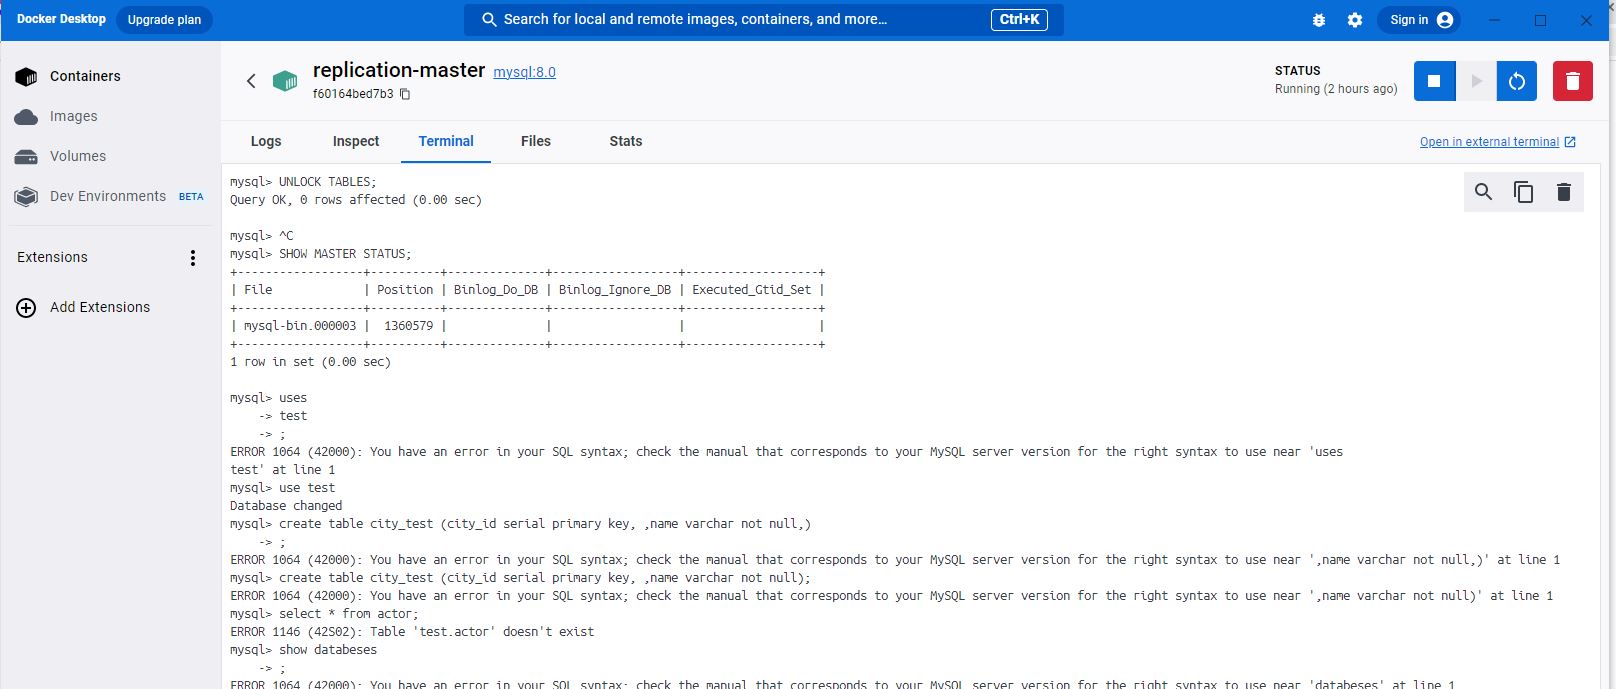 Docker Desktop Upgrade plan Search for local and remote images, containers, and more... Ctrl+K Sign in
Containers
Images
Volumes
Dev Environments BETA
Extensions
Add Extensions
replication-master mysql:8.0
f60164bed7b3
STATUS
Running (2 hours ago)
Logs Inspect Terminal Files Stats Open in external terminal
mysql> UNLOCK TABLES;
Query OK, 0 rows affected (0.00 sec)
mysql> ^C
mysql> SHOW MASTER STATUS;
+------------------+----------+--------------+------------------+-------------------+
| File             | Position | Binlog_Do_DB | Binlog_Ignore_DB | Executed_Gtid_Set |
+------------------+----------+--------------+------------------+-------------------+
| mysql-bin.000003 |  1360579 |              |                  |                   |
+------------------+----------+--------------+------------------+-------------------+
1 row in set (0.00 sec)
mysql> uses
    -> test
    -> ;
ERROR 1064 (42000): You have an error in your SQL syntax; check the manual that corresponds to your MySQL server version for the right syntax to use near 'uses
test' at line 1
mysql> use test
Database changed
mysql> create table city_test (city_id serial primary key, ,name varchar not null,)
    -> ;
ERROR 1064 (42000): You have an error in your SQL syntax; check the manual that corresponds to your MySQL server version for the right syntax to use near ',name varchar not null,)' at line 1
mysql> create table city_test (city_id serial primary key, ,name varchar not null);
ERROR 1064 (42000): You have an error in your SQL syntax; check the manual that corresponds to your MySQL server version for the right syntax to use near ',name varchar not null)' at line 1
mysql> select * from actor;
ERROR 1146 (42S02): Table 'test.actor' doesn't exist
mysql> show databeses
    -> ;
ERROR 1064 (42000): You have an error in your SQL syntax; check the manual that corresponds to your MySQL server version for the right syntax to use near 'databeses' at line 1